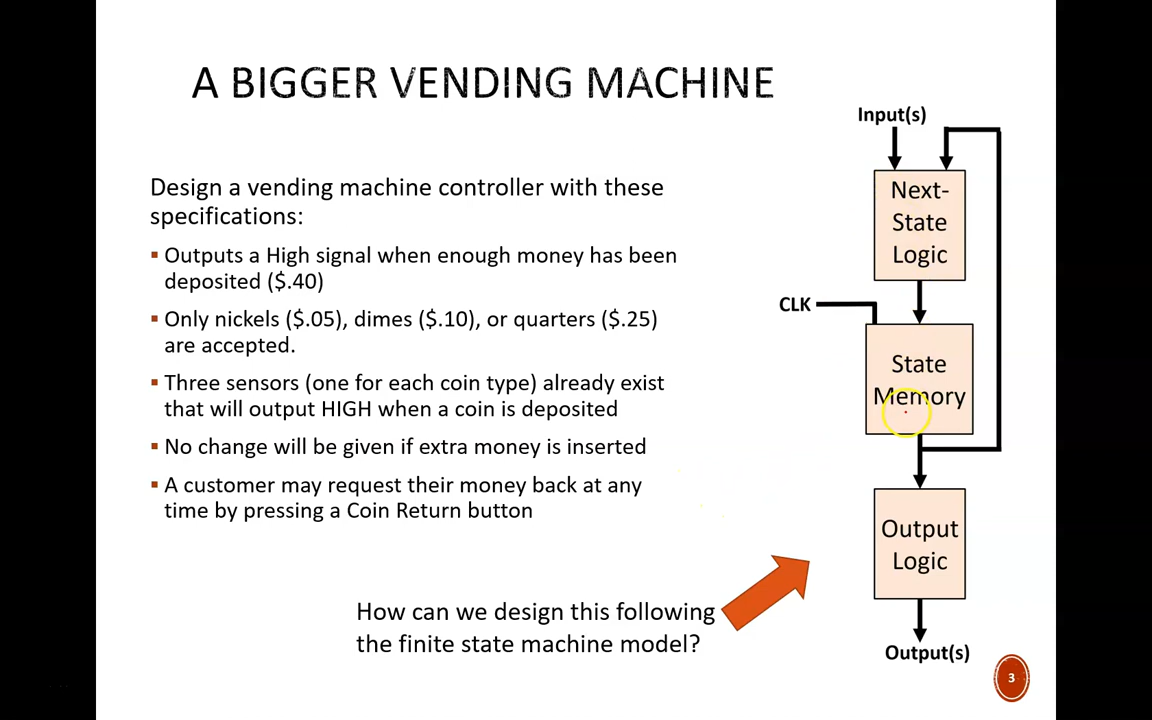 A BIGGER VENDING MACHINE
Design a vending machine controller with these
specifications:
▪ Outputs a High signal when enough money has been
deposited ($.40)
▪ Only nickels ($.05), dimes ($.10), or quarters ($.25)
are accepted.
▪ Three sensors (one for each coin type) already exist
that will output HIGH when a coin is deposited
▪ No change will be given if extra money is inserted
▪ A customer may request their money back at any
time by pressing a Coin Return button
How can we design this following
the finite state machine model?
Input(s)
Next-
State
Logic
CLK
State
Memory
Output
Logic
Output(s)
3